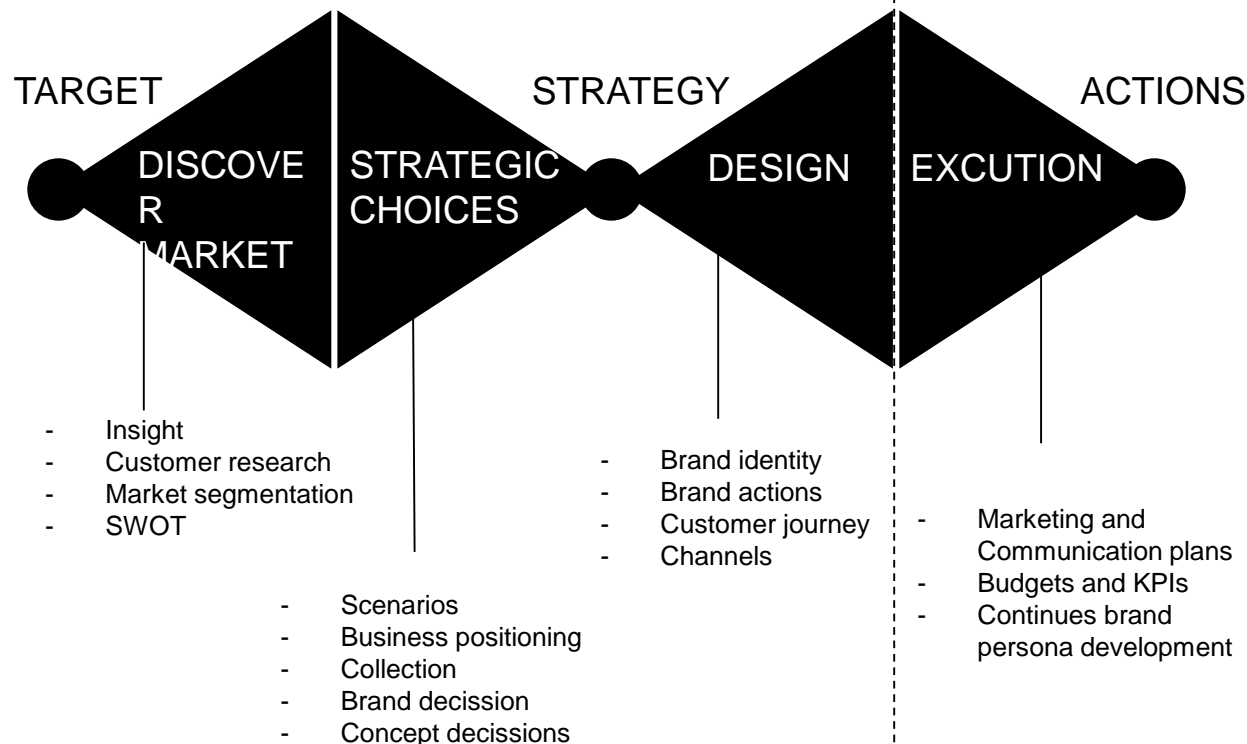 TARGET
STRATEGY
ACTIONS
DISCOVE
R
MARKET
STRATEGIC
CHOICES
DESIGN
EXCUTION
- Insight
- Customer research
- Market segmentation
- SWOT
- Scenarios
- Business positioning
- Collection
- Brand decission
- Concept decissions
- Brand identity
- Brand actions
- Customer journey
- Channels
- Marketing and
Communication plans
- Budgets and KPIs
- Continues brand
persona development